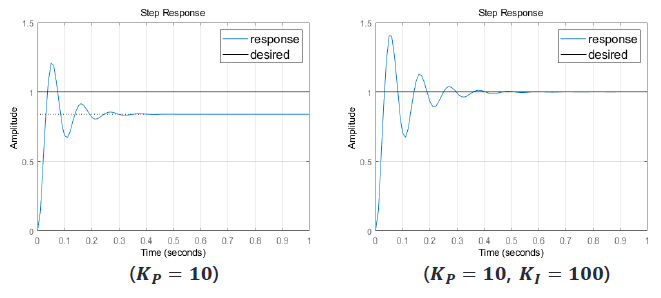 Step Response
1.5
1
0.5
0
response
desired
Amplitude
0 0.1 0.2 0.3 0.4 0.5 0.6 0.7 0.8 0.9 1
Time (seconds)
(K_P = 10)
Step Response
1.5
1
1.5
0
response
desired
Amplitude
0 0.1 0.2 0.3 0.4 0.5 0.6 0.7 0.8 0.9 1
Time (seconds)
(K_P = 10, K_I = 100)